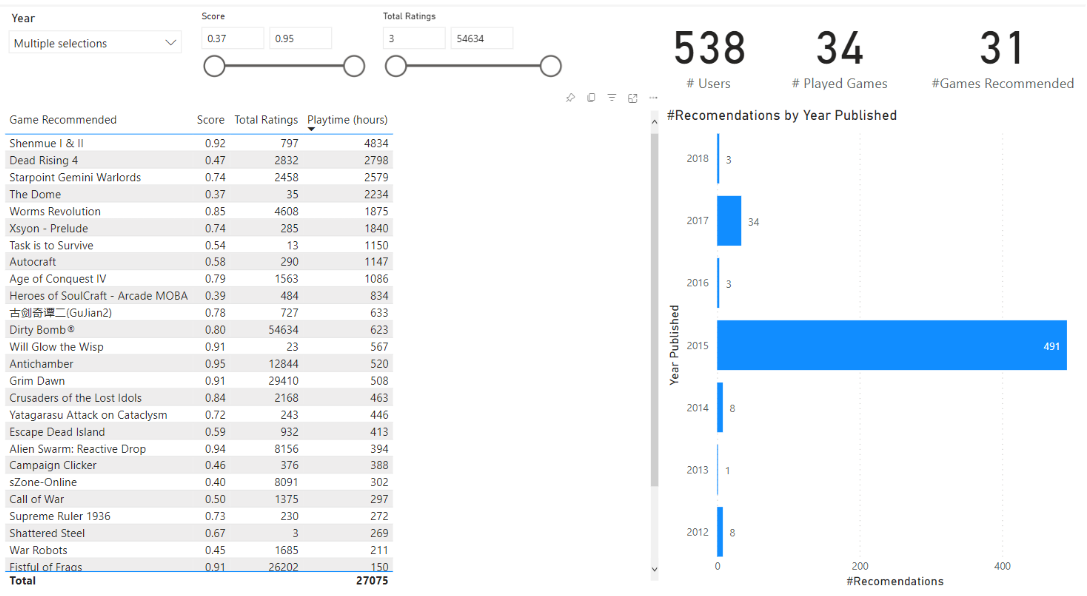 Year
Multiple selections
Score
0.37 0.95
Total Ratings
3 54634
538
# Users
34
# Played Games
31
#Games Recommended
Game Recommended Score Total Ratings Playtime (hours)
Shenmue I & II 0.92 797 4834
Dead Rising 4 0.47 2832 2798
Starpoint Gemini Warlords 0.74 2458 2579
The Dome 0.37 35 2234
Worms Revolution 0.85 4608 1875
Xsyon - Prelude 0.74 285 1840
Task is to Survive 0.54 13 1150
Autocraft 0.58 290 1147
Age of Conquest IV 0.79 1563 1086
Heroes of SoulCraft - Arcade MOBA 0.39 484 834
古剑奇谭二(GuJian2) 0.78 727 633
Dirty Bomb® 0.80 54634 623
Will Glow the Wisp 0.91 23 567
Antichamber 0.95 12844 520
Grim Dawn 0.91 29410 508
Crusaders of the Lost Idols 0.84 2168 463
Yatagarasu Attack on Cataclysm 0.72 243 446
Escape Dead Island 0.59 932 413
Alien Swarm: Reactive Drop 0.94 8156 394
Campaign Clicker 0.46 376 388
sZone-Online 0.40 8091 302
Call of War 0.50 1375 297
Supreme Ruler 1936 0.73 230 272
Shattered Steel 0.67 3 269
War Robots 0.45 1685 211
Fistful of Frags 0.91 26202 150
Total 27075
#Recomendations by Year Published
Year Published
2018 3
2017 34
2016 3
2015 491
2014 8
2013 1
2012 8
0 200 400
#Recomendations